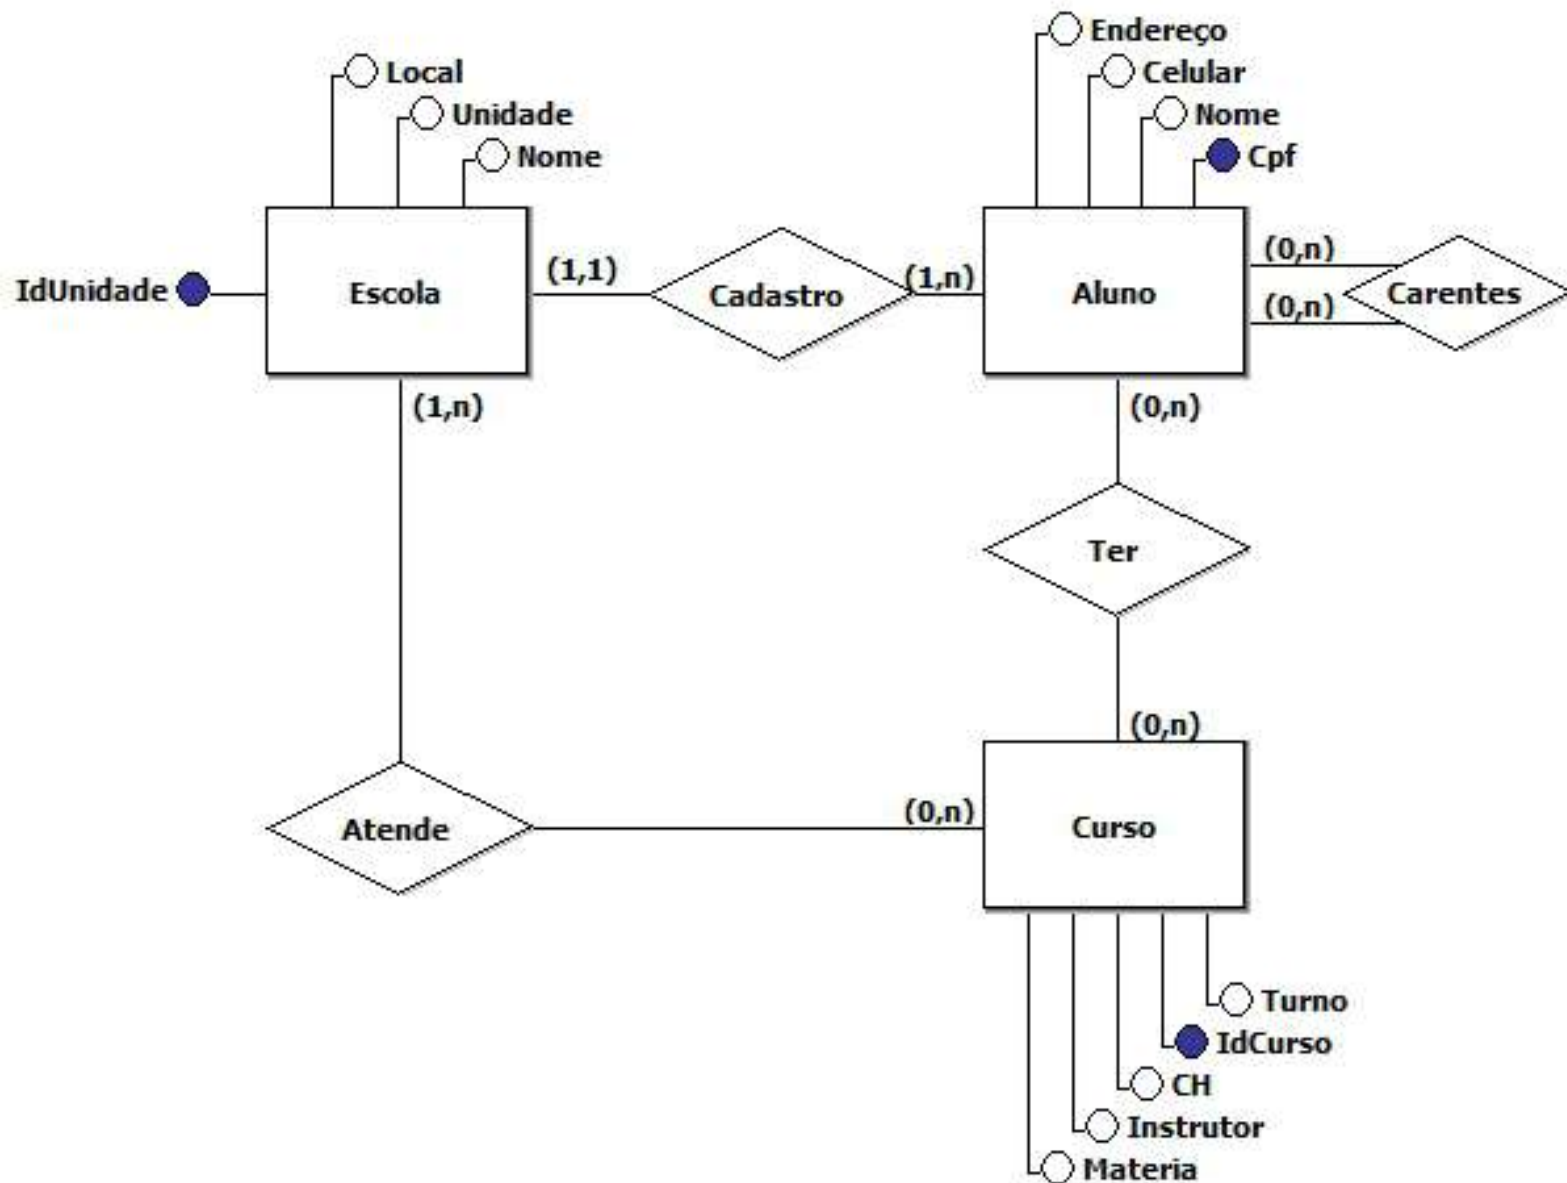 Endereço
Local
Celular
Unidade
Nome
Nome
Cpf
IdUnidade
Escola
(1,1)
Cadastro
(1,n)
Aluno
(0,n)
(0,n)
Carentes
(1,n)
(0,n)
Ter
(0,n)
Atende
(0,n)
Curso
Turno
IdCurso
CH
Instrutor
Materia